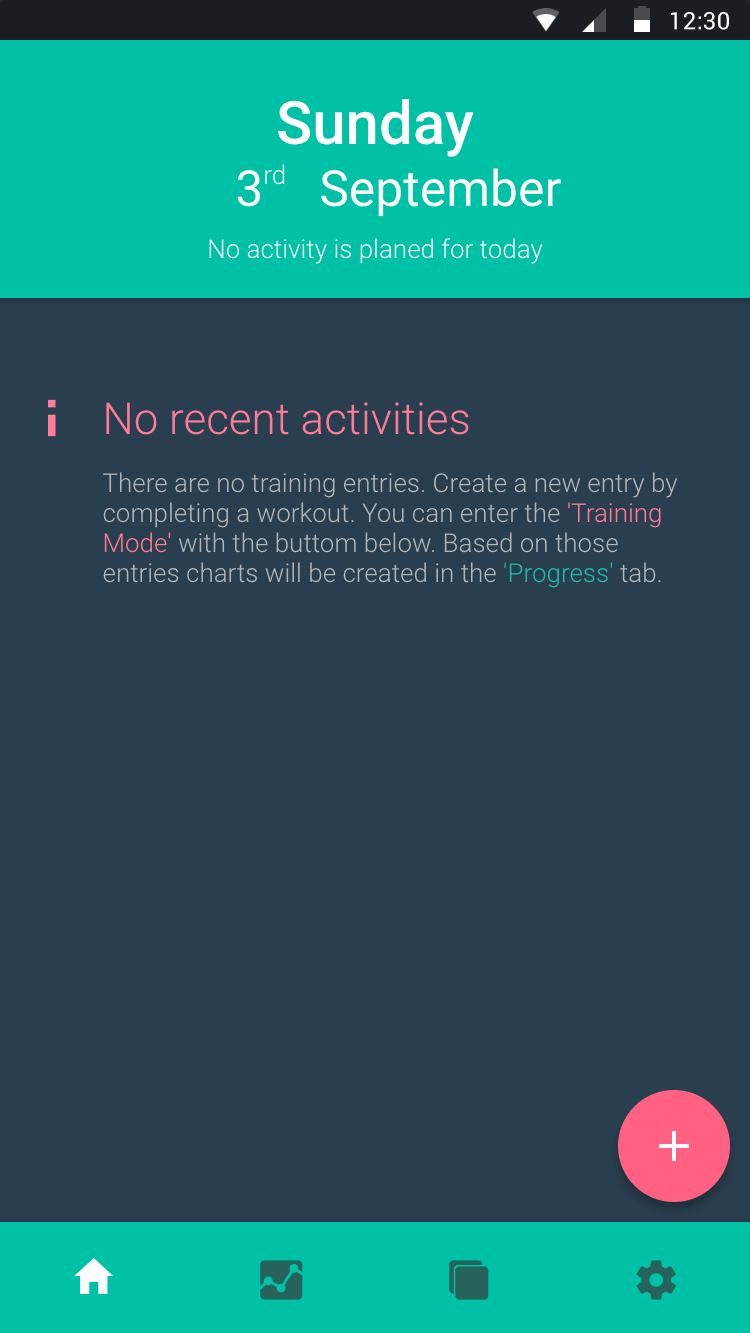 12:30
Sunday
3rd September
No activity is planed for today
No recent activities
There are no training entries. Create a new entry by
completing a workout. You can enter the 'Training
Mode' with the buttom below. Based on those
entries charts will be created in the 'Progress' tab.